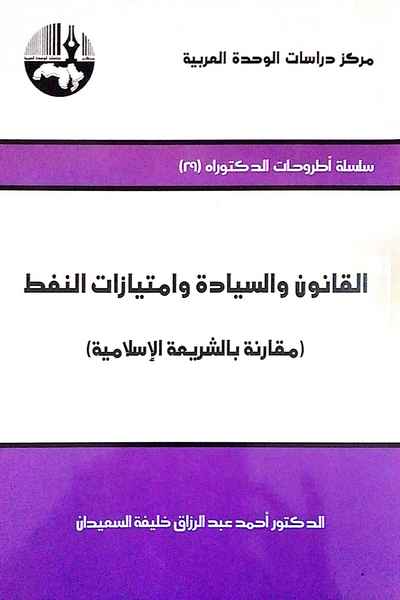 مركز دراسات الوحدة العربية
سلسلة أطروحات الدكتوراه (٢٩)
القانون والسيادة وامتيازات النفط
(مقارنة بالشريعة الإسلامية)
الدكتور أحمد عبد الرزاق خليفة السعيدان